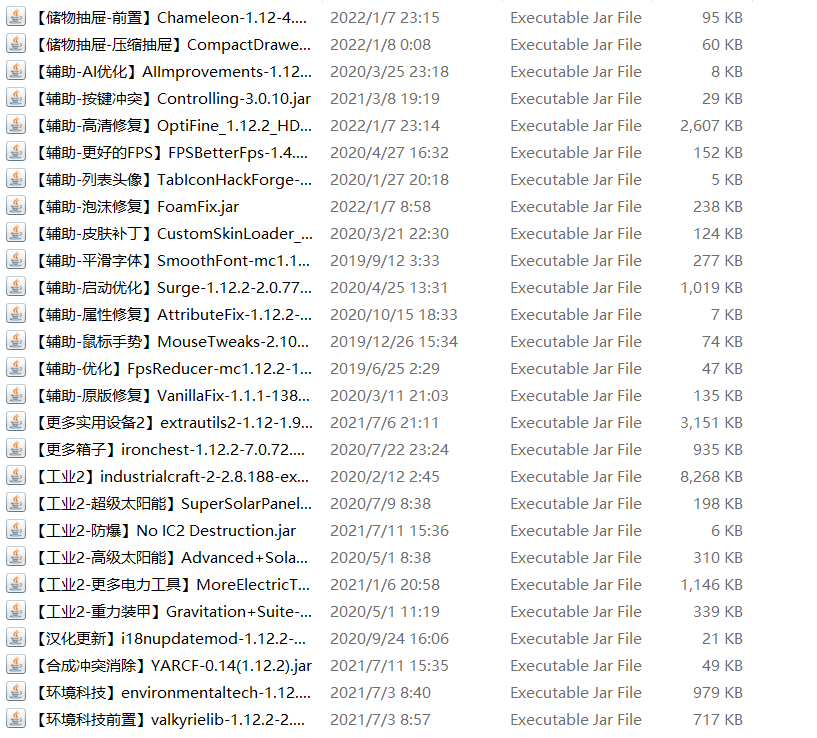 【储物抽屉-前置】Chameleon-1.12-4.... 2022/1/7 23:15 Executable Jar File 95 KB
【储物抽屉-压缩抽屉】CompactDrawe... 2022/1/8 0:08 Executable Jar File 60 KB
【辅助-AI优化】AIImprovements-1.12... 2020/3/25 23:18 Executable Jar File 8 KB
【辅助-按键冲突】Controlling-3.0.10.jar 2021/3/8 19:19 Executable Jar File 29 KB
【辅助-高清修复】OptiFine_1.12.2_HD... 2022/1/7 23:14 Executable Jar File 2,607 KB
【辅助-更好的FPS】FPSBetterFps-1.4.... 2020/4/27 16:32 Executable Jar File 152 KB
【辅助-列表头像】TabIconHackForge-... 2020/1/27 20:18 Executable Jar File 5 KB
【辅助-泡沫修复】FoamFix.jar 2022/1/7 8:58 Executable Jar File 238 KB
【辅助-皮肤补丁】CustomSkinLoader_... 2020/3/21 22:30 Executable Jar File 124 KB
【辅助-平滑字体】SmoothFont-mc1.1... 2019/9/12 3:33 Executable Jar File 277 KB
【辅助-启动优化】Surge-1.12.2-2.0.77... 2020/4/25 13:31 Executable Jar File 1,019 KB
【辅助-属性修复】AttributeFix-1.12.2-... 2020/10/15 18:33 Executable Jar File 7 KB
【辅助-鼠标手势】MouseTweaks-2.10... 2019/12/26 15:34 Executable Jar File 74 KB
【辅助-优化】FpsReducer-mc1.12.2-1... 2019/6/25 2:29 Executable Jar File 47 KB
【辅助-原版修复】VanillaFix-1.1.1-138... 2020/3/11 21:03 Executable Jar File 135 KB
【更多实用设备2】extrautils2-1.12-1.9... 2021/7/6 21:11 Executable Jar File 3,151 KB
【更多箱子】ironchest-1.12.2-7.0.72.... 2020/7/22 23:24 Executable Jar File 935 KB
【工业2】industrialcraft-2-2.8.188-ex... 2020/2/12 2:45 Executable Jar File 8,268 KB
【工业2-超级太阳能】SuperSolarPanel... 2020/7/9 8:38 Executable Jar File 198 KB
【工业2-防爆】No IC2 Destruction.jar 2021/7/11 15:36 Executable Jar File 6 KB
【工业2-高级太阳能】Advanced+Sola... 2020/5/1 8:38 Executable Jar File 310 KB
【工业2-更多电力工具】MoreElectricT... 2021/1/6 20:58 Executable Jar File 1,146 KB
【工业2-重力装甲】Gravitation+Suite-... 2020/5/1 11:19 Executable Jar File 339 KB
【汉化更新】i18nupdatemod-1.12.2-... 2020/9/24 16:06 Executable Jar File 21 KB
【合成冲突消除】YARCF-0.14(1.12.2).jar 2021/7/11 15:35 Executable Jar File 49 KB
【环境科技】environmentaltech-1.12.... 2021/7/3 8:40 Executable Jar File 979 KB
【环境科技前置】valkyrielib-1.12.2-2.... 2021/7/3 8:57 Executable Jar File 717 KB